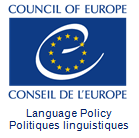 COUNCIL OF EUROPE
CONSEIL DE L'EUROPE
Language Policy
Politiques linguistiques